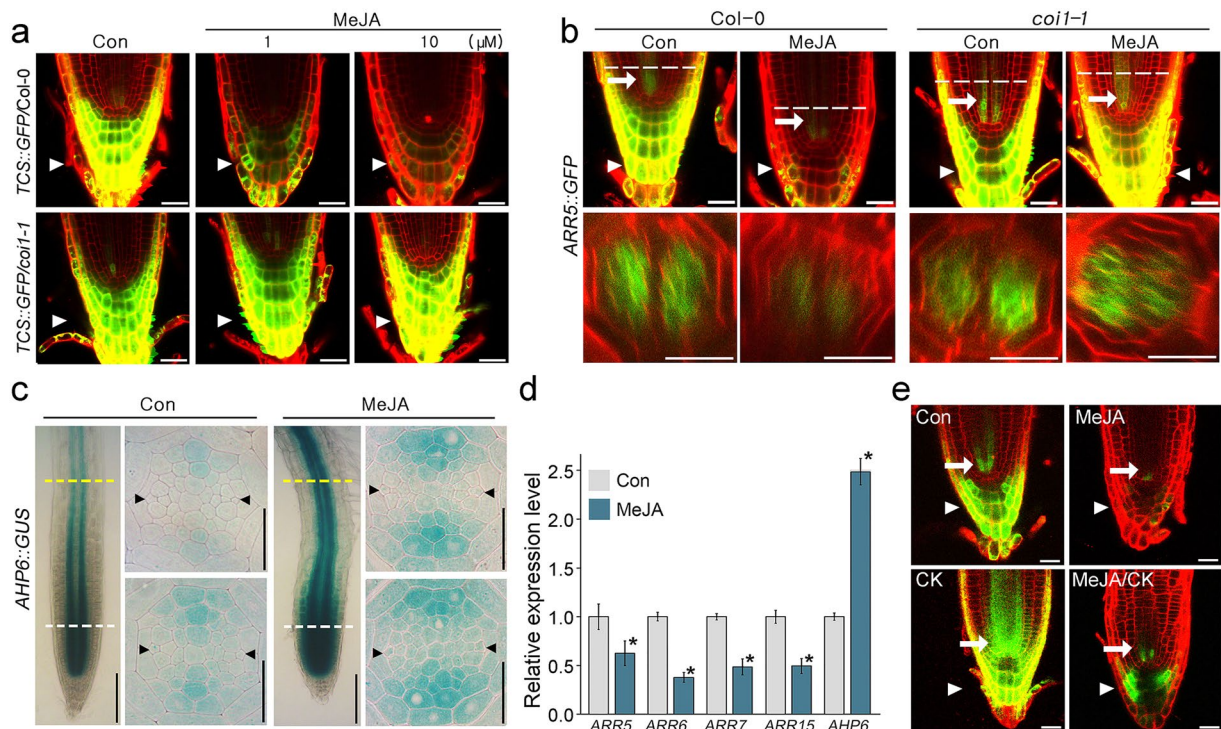 a
MeJA
Con 1 10 (μM)
TCS::GFP/Col-0
TCS::GFP/coi1-1
b
Col-0 coi1-1
Con MeJA Con MeJA
ARR5::GFP
c
Con MeJA
AHP6::GUS
d
Relative expression level
2.5
2.0
1.5
1.0
0.5
0.0
Con
MeJA
*
* * * * *
ARR5 ARR6 ARR7 ARR15 AHP6
e
Con MeJA
CK MeJA/CK